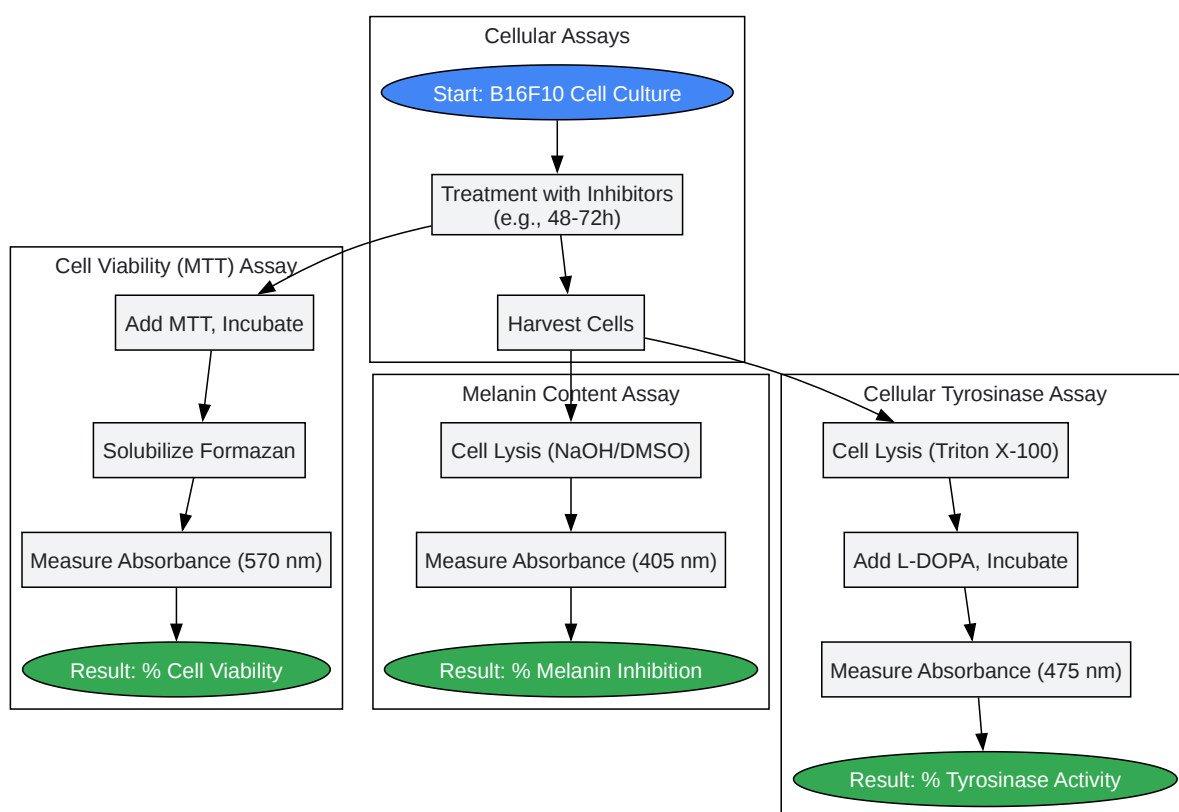 Cellular Assays
Start: B16F10 Cell Culture
Treatment with Inhibitors
(e.g., 48-72h)
Harvest Cells
Cell Viability (MTT) Assay
Add MTT, Incubate
Solubilize Formazan
Measure Absorbance (570 nm)
Result: % Cell Viability
Melanin Content Assay
Cell Lysis (NaOH/DMSO)
Measure Absorbance (405 nm)
Result: % Melanin Inhibition
Cellular Tyrosinase Assay
Cell Lysis (Triton X-100)
Add L-DOPA, Incubate
Measure Absorbance (475 nm)
Result: % Tyrosinase Activity